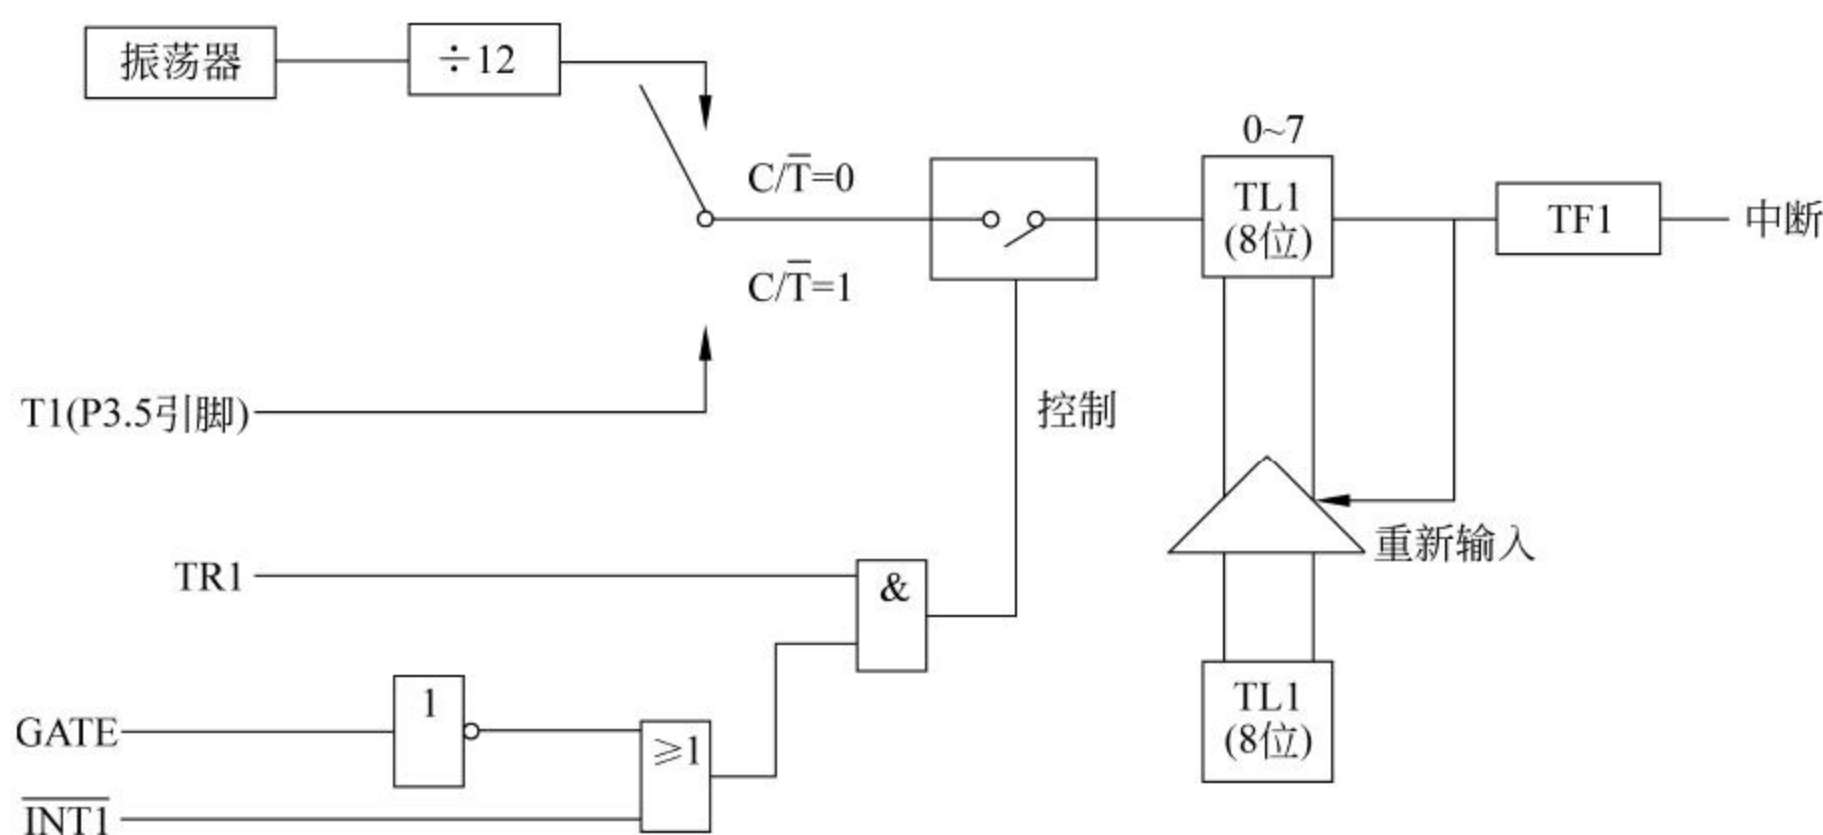 振荡器
÷12
0~7
C/T̅=0
TL1
(8位)
TF1
中断
C/T̅=1
T1(P3.5引脚)
控制
重新输入
TR1
&
1
GATE
≥1
TL1
(8位)
I̅N̅T̅1̅